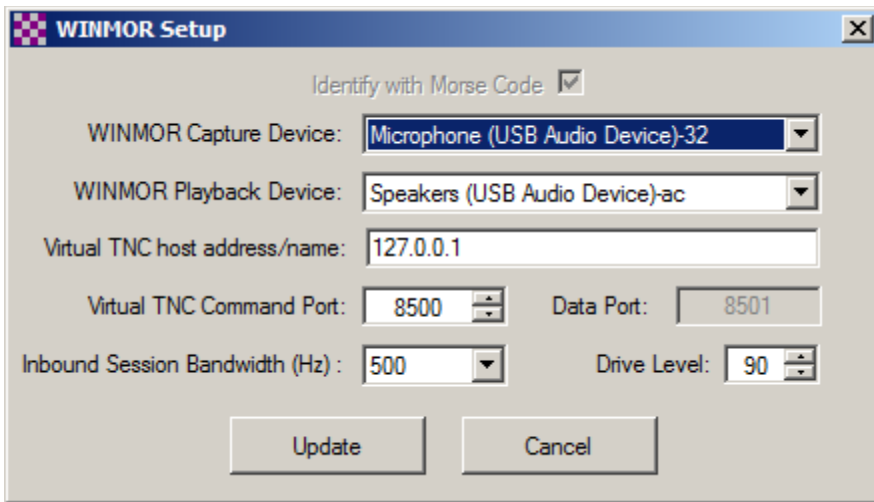 WINMOR Setup
Identify with Morse Code
WINMOR Capture Device: Microphone (USB Audio Device)-32
WINMOR Playback Device: Speakers (USB Audio Device)-ac
Virtual TNC host address/name: 127.0.0.1
Virtual TNC Command Port: 8500 Data Port: 8501
Inbound Session Bandwidth (Hz) : 500 Drive Level: 90
Update Cancel